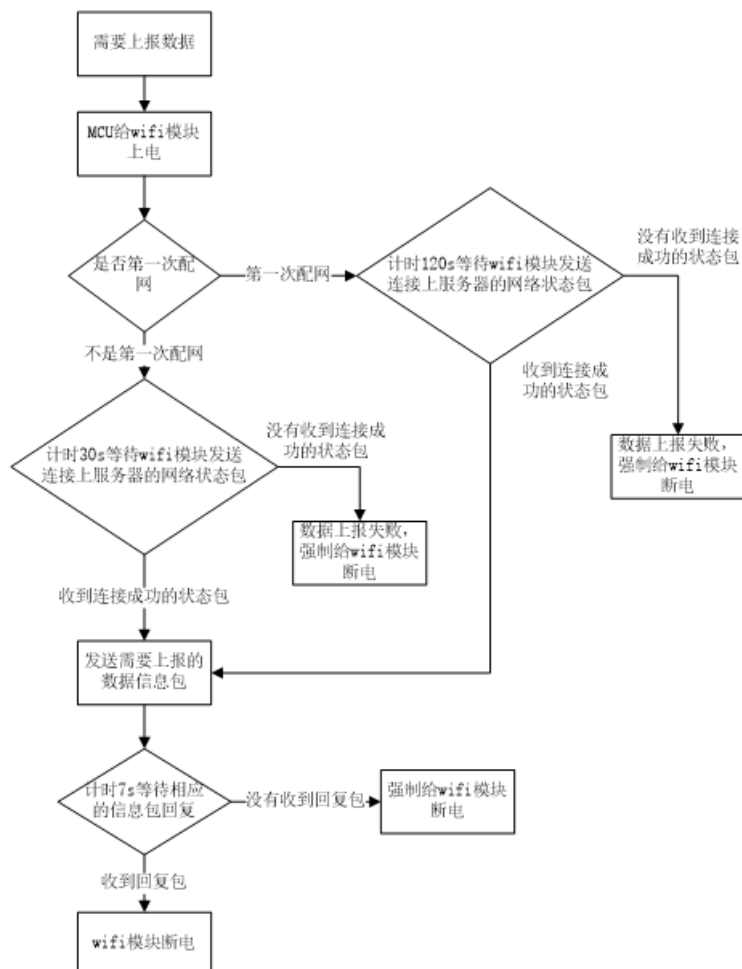 需要上报数据
MCU给wifi模块
上电
是否第一次配
网
第一次配网
计时120s等待wifi模块发送
连接上服务器的网络状态包
没有收到连接
成功的状态包
不是第一次配网
收到连接成
功的状态包
计时30s等待wifi模块发送
连接上服务器的网络状态包
没有收到连接成
功的状态包
数据上报失败,
强制给wifi模块
断电
数据上报失败,
强制给wifi模块
断电
收到连接成功的状态包
发送需要上报的
数据信息包
计时7s等待相应
的信息包回复
没有收到回复包
强制给wifi模块
断电
收到回复包
wifi模块断电